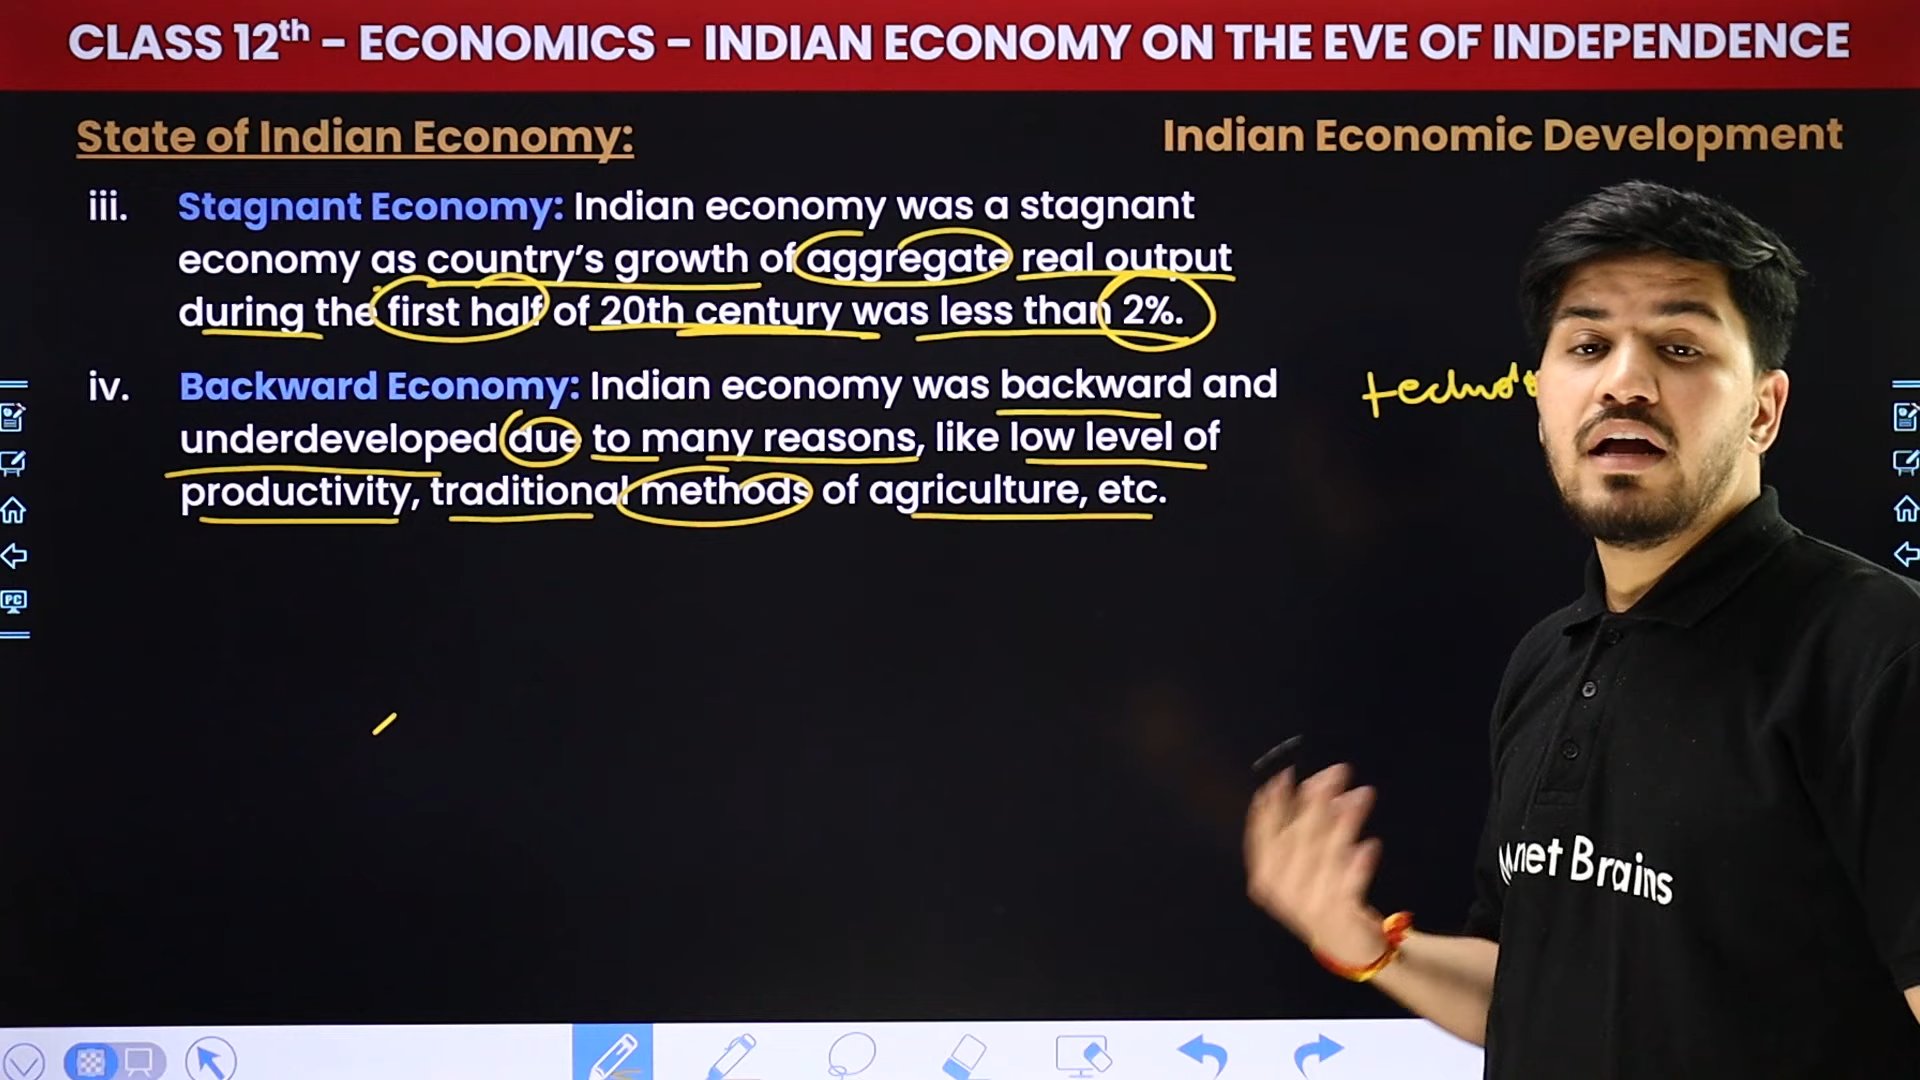 CLASS 12th - ECONOMICS - INDIAN ECONOMY ON THE EVE OF INDEPENDENCE
State of Indian Economy:
Indian Economic Development
iii. Stagnant Economy: Indian economy was a stagnant
economy as country's growth of aggregate real output
during the first half of 20th century was less than 2%.
iv. Backward Economy: Indian economy was backward and
underdeveloped due to many reasons, like low level of
productivity, traditional methods of agriculture, etc.
PC
net Brains